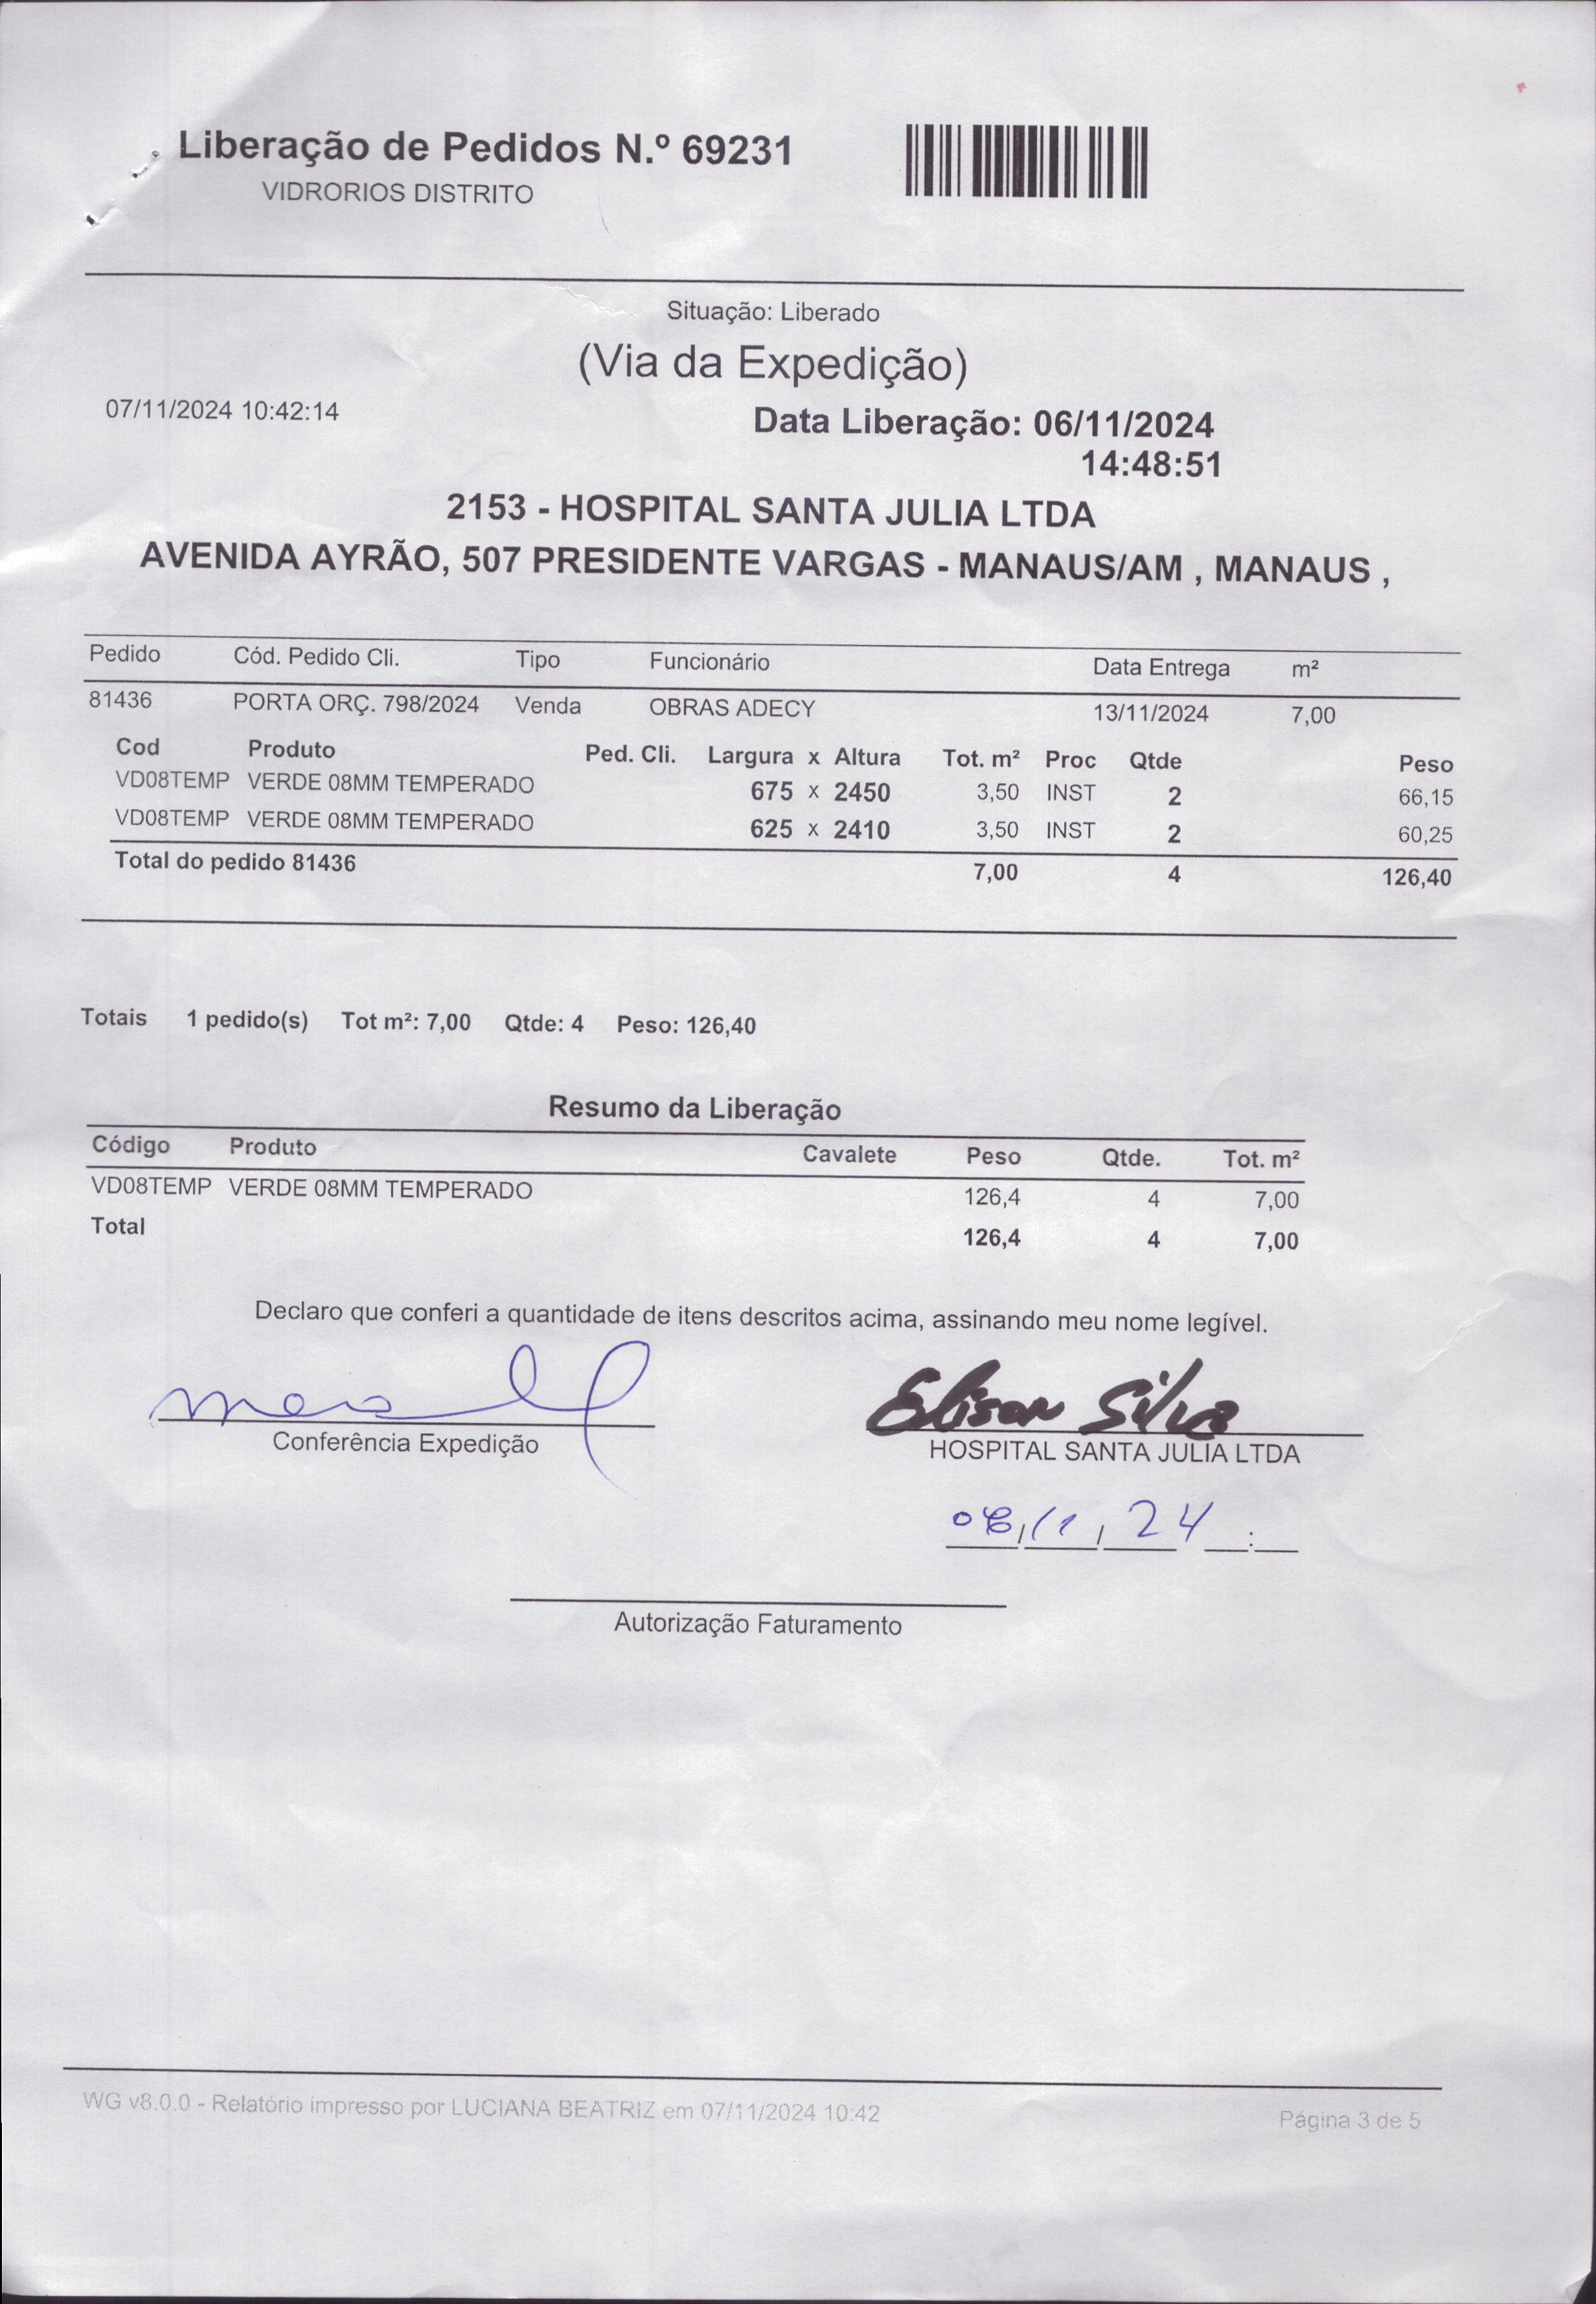 Liberação de Pedidos N.º 69231
VIDRORIOS DISTRITO
Situação: Liberado
(Via da Expedição)
07/11/2024 10:42:14
Data Liberação: 06/11/2024
14:48:51
2153 - HOSPITAL SANTA JULIA LTDA
AVENIDA AYRÃO, 507 PRESIDENTE VARGAS - MANAUS/AM , MANAUS ,
Pedido Cód. Pedido Cli. Tipo Funcionário Data Entrega m²
81436 PORTA ORÇ. 798/2024 Venda OBRAS ADECY 13/11/2024 7,00
Cod Produto Ped. Cli. Largura x Altura Tot. m² Proc Qtde Peso
VD08TEMP VERDE 08MM TEMPERADO 675 x 2450 3,50 INST 2 66,15
VD08TEMP VERDE 08MM TEMPERADO 625 x 2410 3,50 INST 2 60,25
Total do pedido 81436 7,00 4 126,40
Totais 1 pedido(s) Tot m²: 7,00 Qtde: 4 Peso: 126,40
Resumo da Liberação
Código Produto Cavalete Peso Qtde. Tot. m²
VD08TEMP VERDE 08MM TEMPERADO 126,4 4 7,00
Total 126,4 4 7,00
Declaro que conferi a quantidade de itens descritos acima, assinando meu nome legível.
Elison Silva
Conferência Expedição
HOSPITAL SANTA JULIA LTDA
/11/24 :
Autorização Faturamento
WG v8.0.0 - Relatório impresso por LUCIANA BEATRIZ em 07/11/2024 10:42
Página 3 de 5